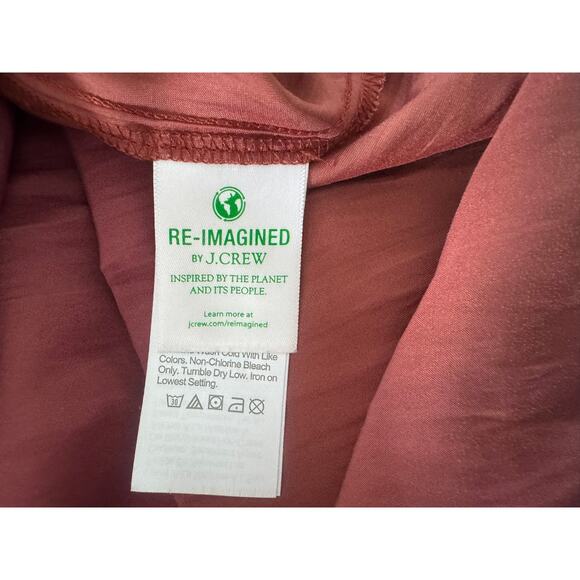 RE-IMAGINED
BY J.CREW
INSPIRED BY THE PLANET
AND ITS PEOPLE.
Learn more at
jcrew.com/reimagined
Wash Cold With Like
Colors. Non-Chlorine Bleach
Only. Tumble Dry Low. Iron on
Lowest Setting.
30